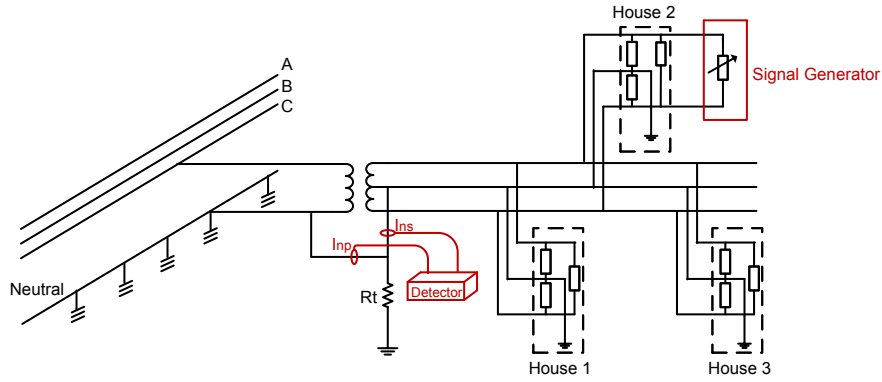 House 2
A
B
C
Signal Generator
Inp
Ins
Neutral
Rt
Detector
House 1
House 3